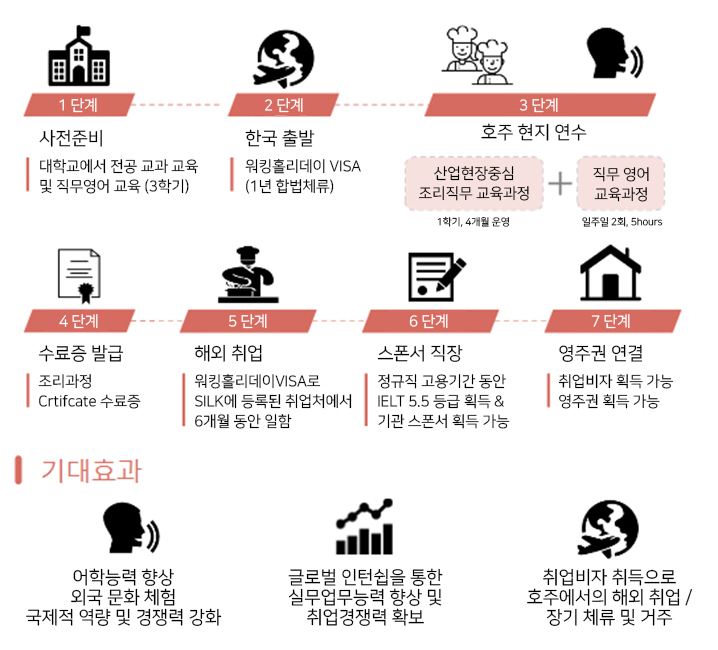 1 단계
2 단계
3 단계
사전준비
한국 출발
호주 현지 연수
대학교에서 전공 교과 교육
및 직무영어 교육 (3학기)
워킹홀리데이 VISA
(1년 합법체류)
산업현장중심
조리직무 교육과정
+
직무 영어
교육과정
1학기, 4개월 운영
일주일 2회, 5hours
4 단계
5 단계
6 단계
7 단계
수료증 발급
해외 취업
스폰서 직장
영주권 연결
조리과정
Crtifcate 수료증
워킹홀리데이VISA로
SILK에 등록된 취업처에서
6개월 동안 일함
정규직 고용기간 동안
IELT 5.5 등급 획득 &
기관 스폰서 획득 가능
취업비자 획득 가능
영주권 획득 가능
기대효과
어학능력 향상
외국 문화 체험
국제적 역량 및 경쟁력 강화
글로벌 인턴쉽을 통한
실무업무능력 향상 및
취업경쟁력 확보
취업비자 취득으로
호주에서의 해외 취업 /
장기 체류 및 거주